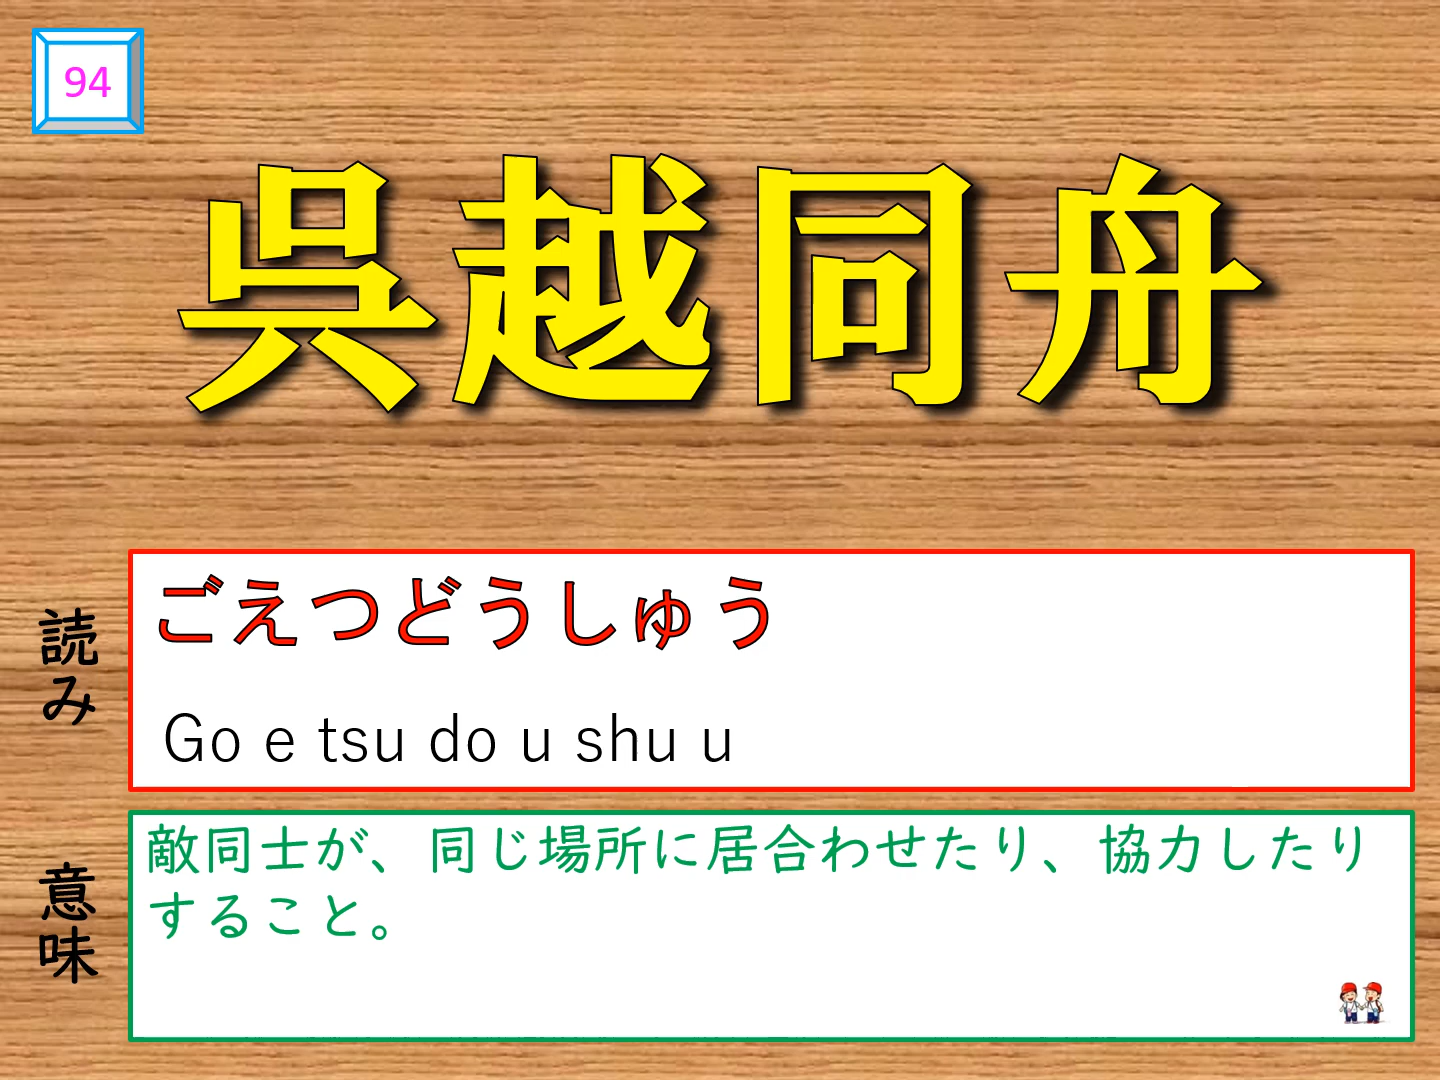 94
呉越同舟
読み
ごえつどうしゅう
Go e tsu do u shu u
意味
敵同士が、同じ場所に居合わせたり、協力したり
すること。